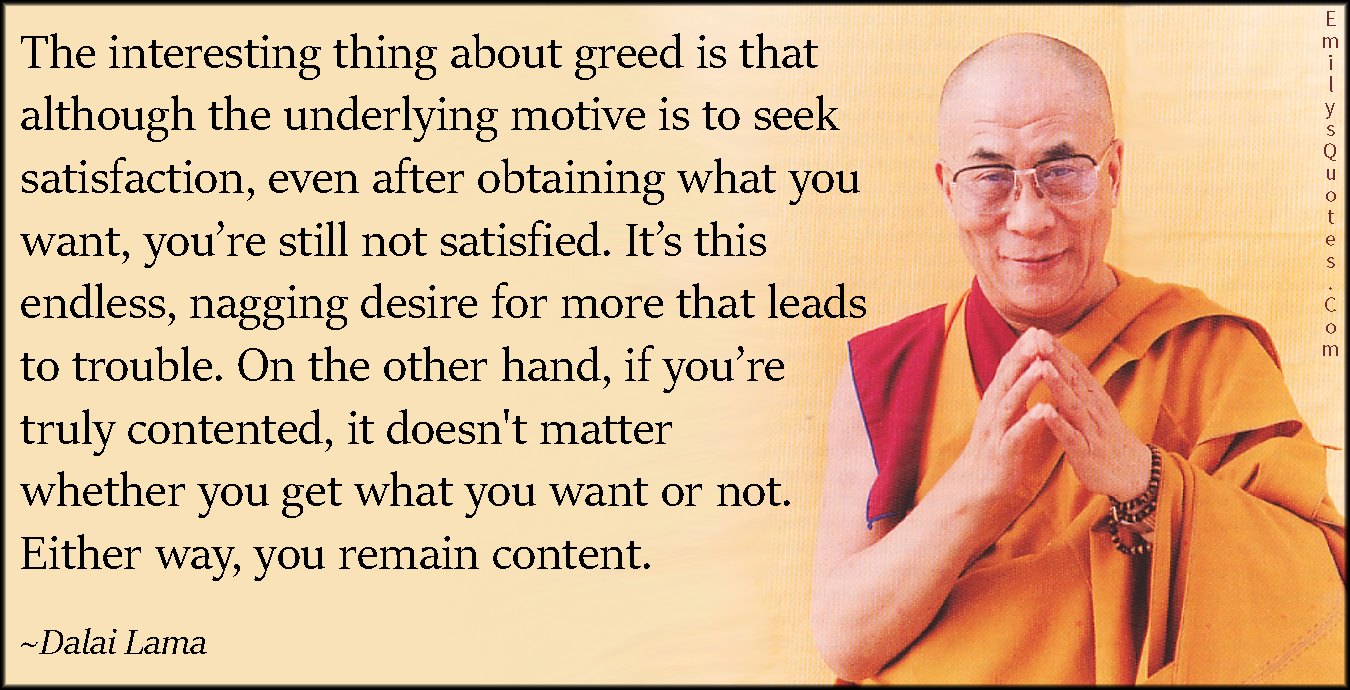 The interesting thing about greed is that
although the underlying motive is to seek
satisfaction, even after obtaining what you
want, you’re still not satisfied. It’s this
endless, nagging desire for more that leads
to trouble. On the other hand, if you’re
truly contented, it doesn't matter
whether you get what you want or not.
Either way, you remain content.
~Dalai Lama
EmilysQuotes.Com